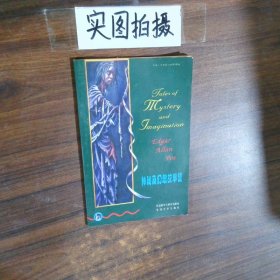 实图拍摄
Tales of
Mystery
and
Imagination
Edgar
Allan
Poe
神秘及幻想故事集